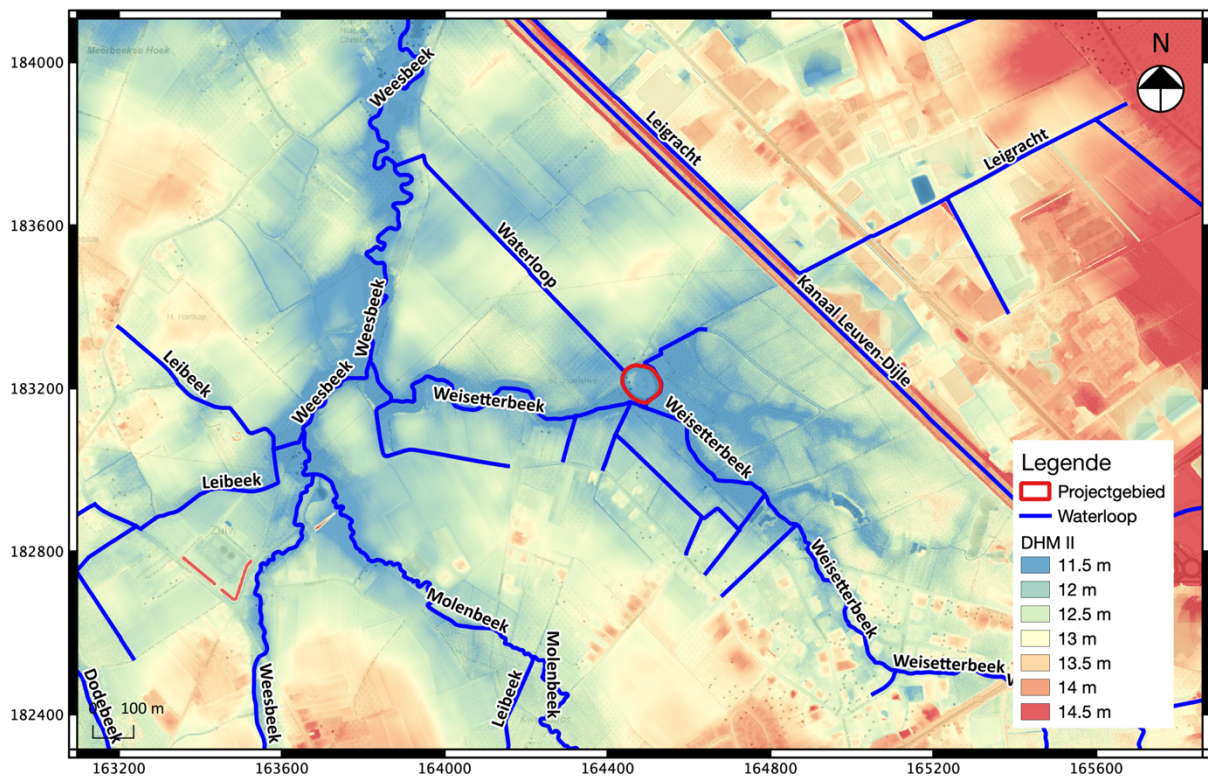 Meerbeekse Hoek
N
184000
183600
183200
182800
182400
Weesbeek
Leigracht
Leigracht
Waterloop
Kanaal Leuven-Dijle
Weesbeek
H. Hartkap.
Leibeek
Weesbeek
Weisetterbeek
Weisetterbeek
Leibeek
Weisetterbeek
Molenbeek
Molenbeek
Weisetterbeek
Weesbeek
Leibeek
Dodebeek
0 100 m
Legende
Projectgebied
Waterloop
DHM II
11.5 m
12 m
12.5 m
13 m
13.5 m
14 m
14.5 m
163200 163600 164000 164400 164800 165200 165600